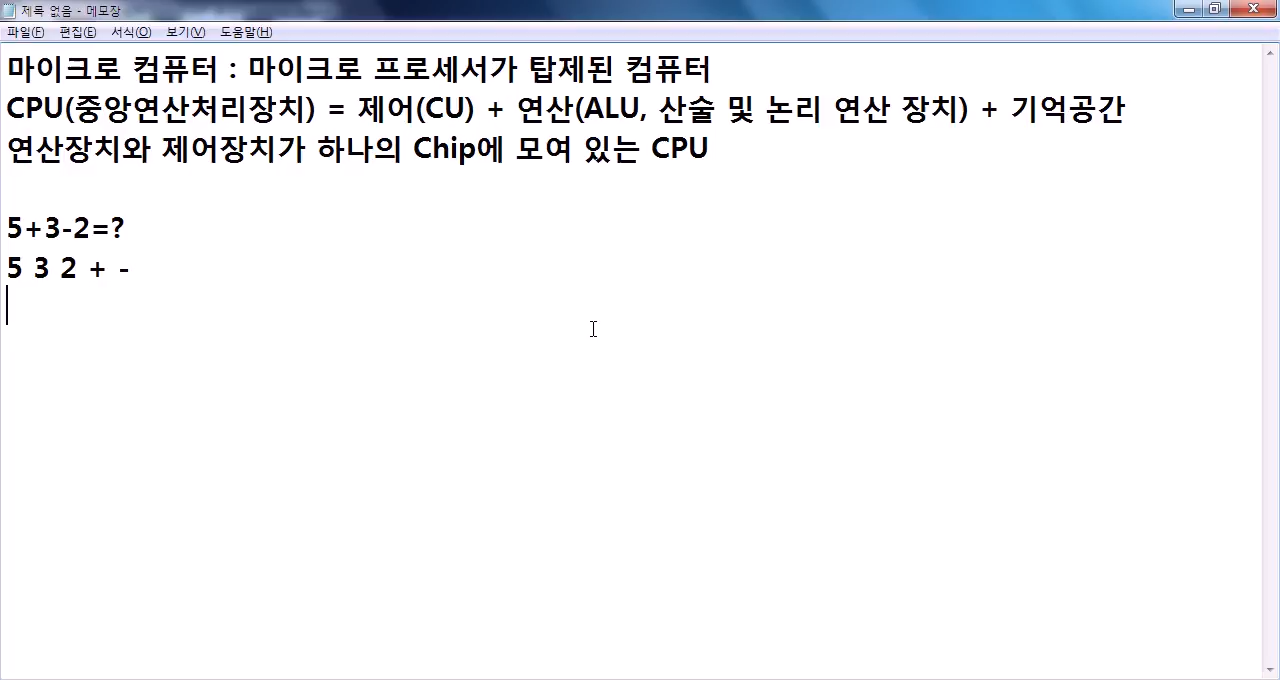 제목 없음 - 메모장
파일(F) 편집(E) 서식(O) 보기(V) 도움말(H)
마이크로 컴퓨터 : 마이크로 프로세서가 탑제된 컴퓨터
CPU(중앙연산처리장치) = 제어(CU) + 연산(ALU, 산술 및 논리 연산 장치) + 기억공간
연산장치와 제어장치가 하나의 Chip에 모여 있는 CPU
5+3-2=?
5 3 2 + -